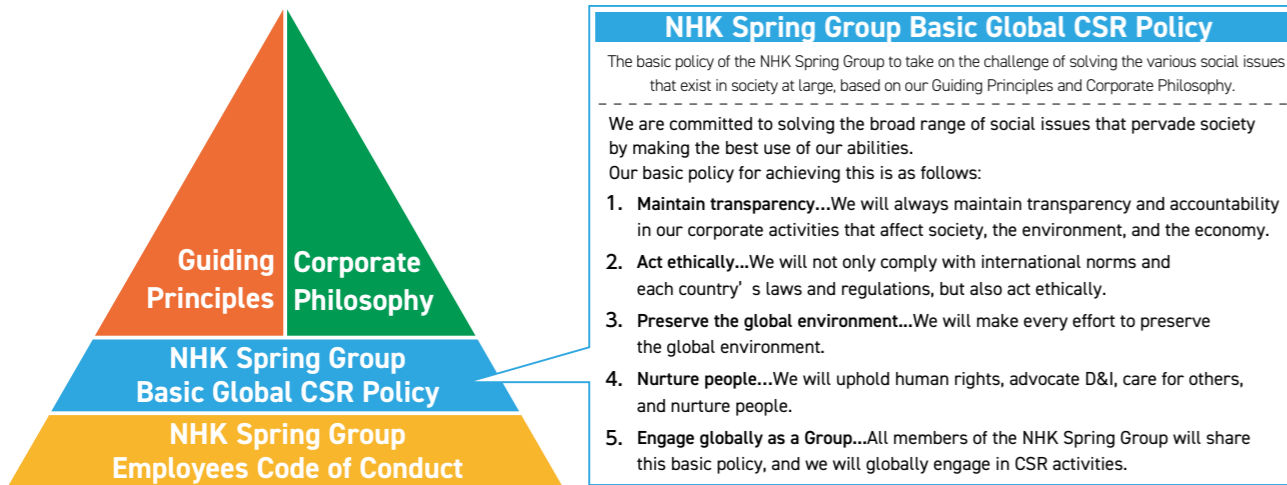 Guiding
Principles
Corporate
Philosophy
NHK Spring Group
Basic Global CSR Policy
NHK Spring Group
Employees Code of Conduct
NHK Spring Group Basic Global CSR Policy
The basic policy of the NHK Spring Group to take on the challenge of solving the various social issues
that exist in society at large, based on our Guiding Principles and Corporate Philosophy.
We are committed to solving the broad range of social issues that pervade society
by making the best use of our abilities.
Our basic policy for achieving this is as follows:
1. Maintain transparency...We will always maintain transparency and accountability
in our corporate activities that affect society, the environment, and the economy.
2. Act ethically...We will not only comply with international norms and
each country’ s laws and regulations, but also act ethically.
3. Preserve the global environment...We will make every effort to preserve
the global environment.
4. Nurture people...We will uphold human rights, advocate D&I, care for others,
and nurture people.
5. Engage globally as a Group...All members of the NHK Spring Group will share
this basic policy, and we will globally engage in CSR activities.